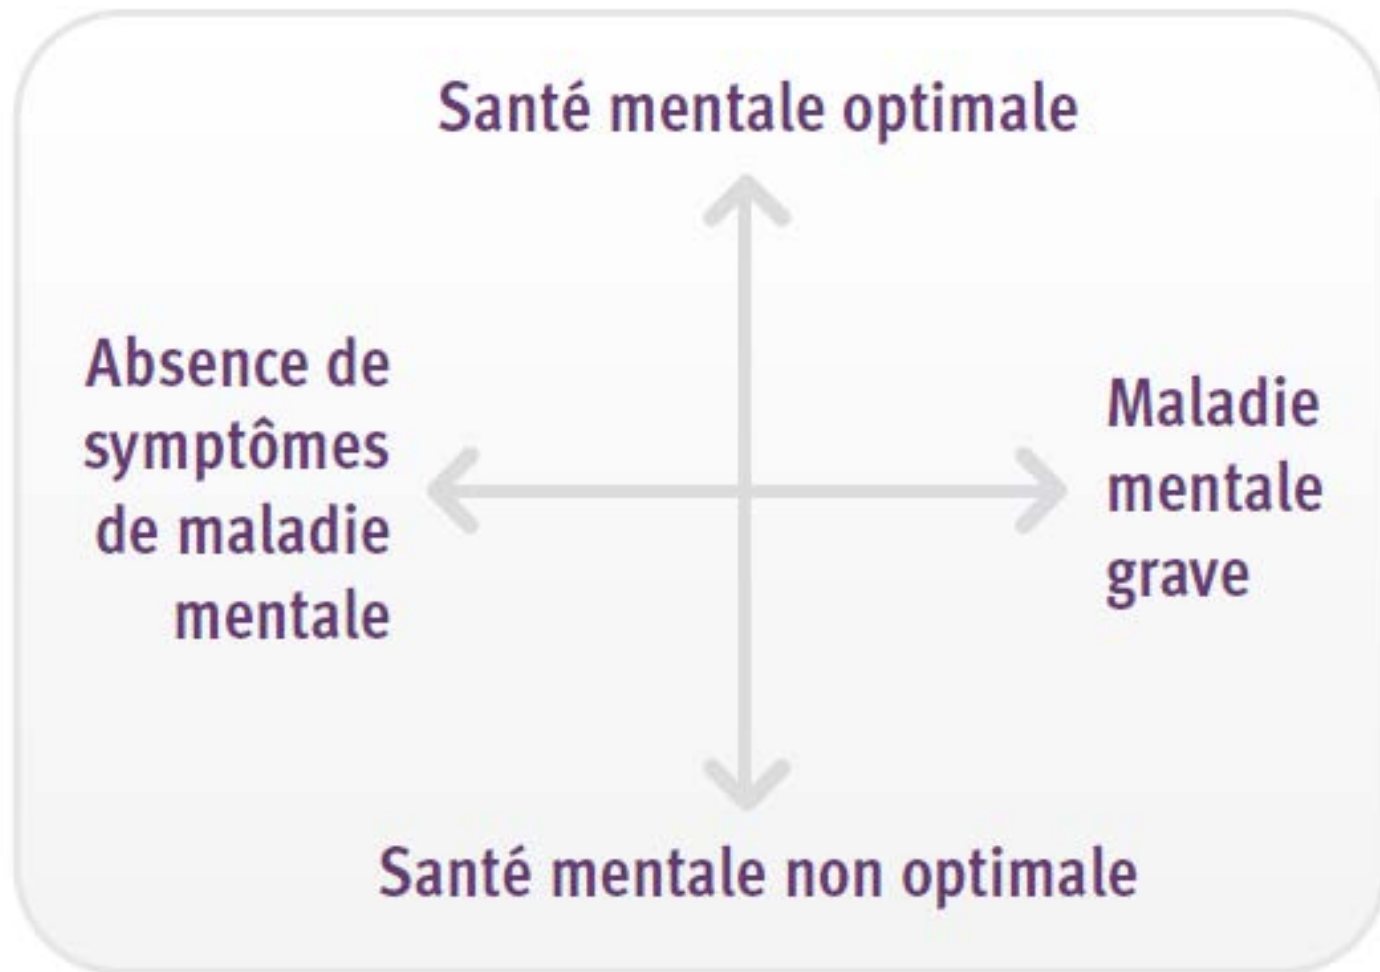 Santé mentale optimale
Absence de
symptômes
de maladie
mentale
Maladie
mentale
grave
Santé mentale non optimale